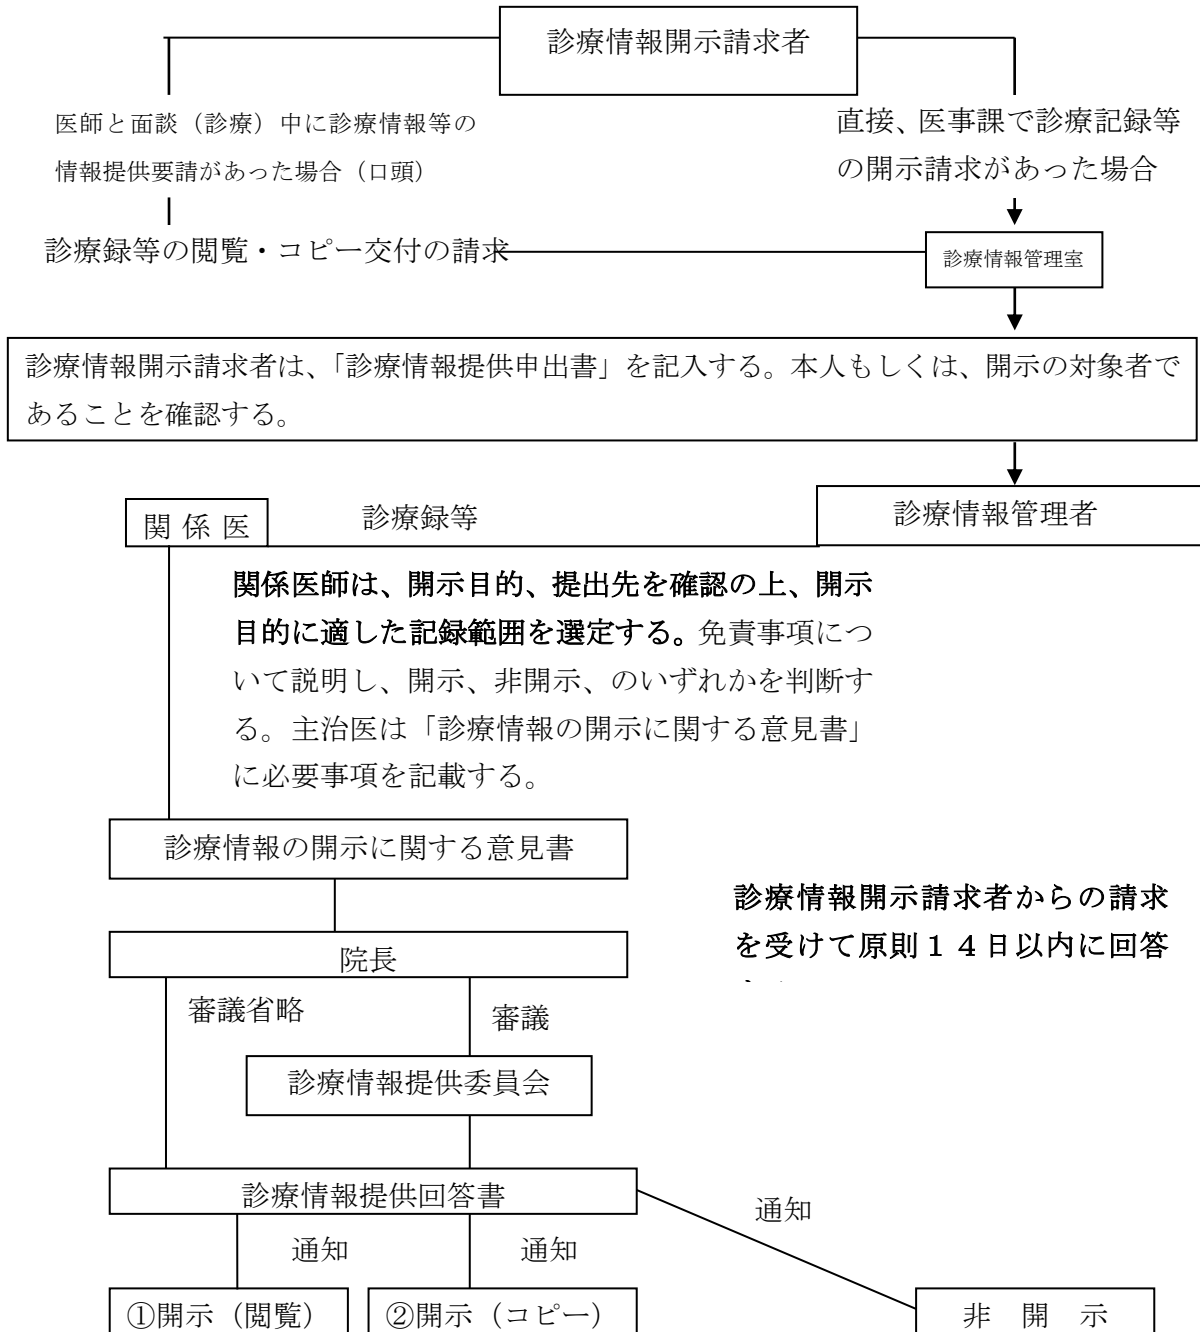 診療情報開示請求者
医師と面談（診療）中に診療情報等の
情報提供要請があった場合（口頭）
直接、医事課で診療記録等
の開示請求があった場合
診療録等の閲覧・コピー交付の請求
診療情報管理室
診療情報開示請求者は、「診療情報提供申出書」を記入する。本人もしくは、開示の対象者で
あることを確認する。
関 係 医
診療録等
診療情報管理者
関係医師は、開示目的、提出先を確認の上、開示
目的に適した記録範囲を選定する。免責事項につ
いて説明し、開示、非開示、のいずれかを判断す
る。主治医は「診療情報の開示に関する意見書」
に必要事項を記載する。
診療情報の開示に関する意見書
診療情報開示請求者からの請求
を受けて原則１４日以内に回答
院長
審議省略
審議
診療情報提供委員会
診療情報提供回答書
通知
通知
通知
①開示（閲覧）
②開示（コピー）
非 開 示